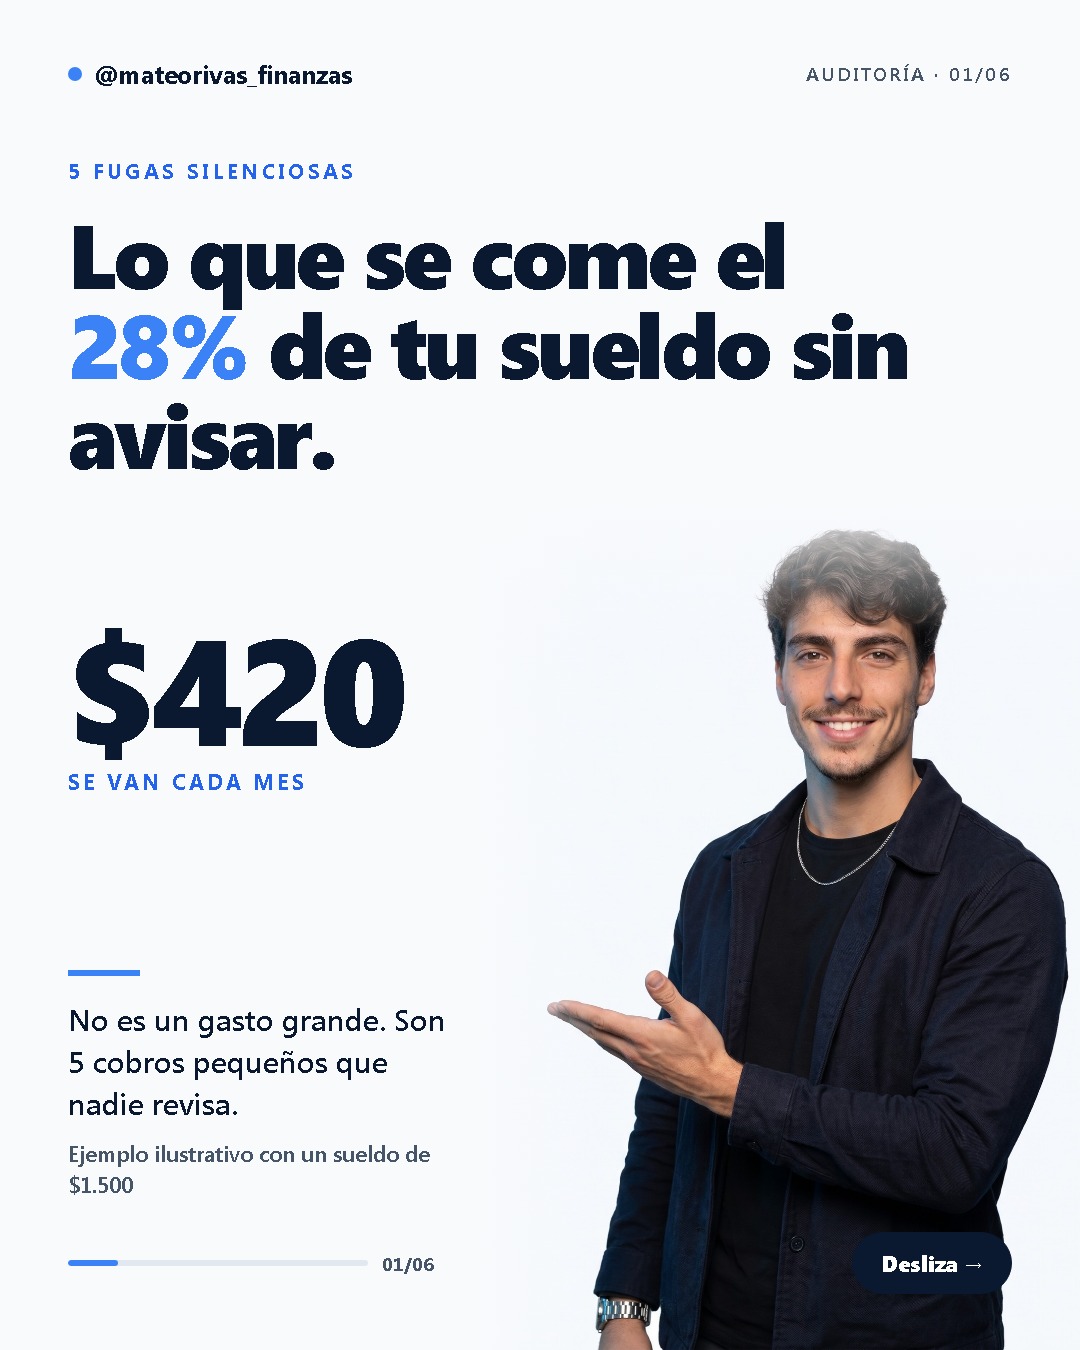 @mateorivas_finanzas
AUDITORÍA · 01/06
5 FUGAS SILENCIOSAS
Lo que se come el
28% de tu sueldo sin
avisar.
$420
SE VAN CADA MES
No es un gasto grande. Son
5 cobros pequeños que
nadie revisa.
Ejemplo ilustrativo con un sueldo de
$1.500
01/06
Desliza →